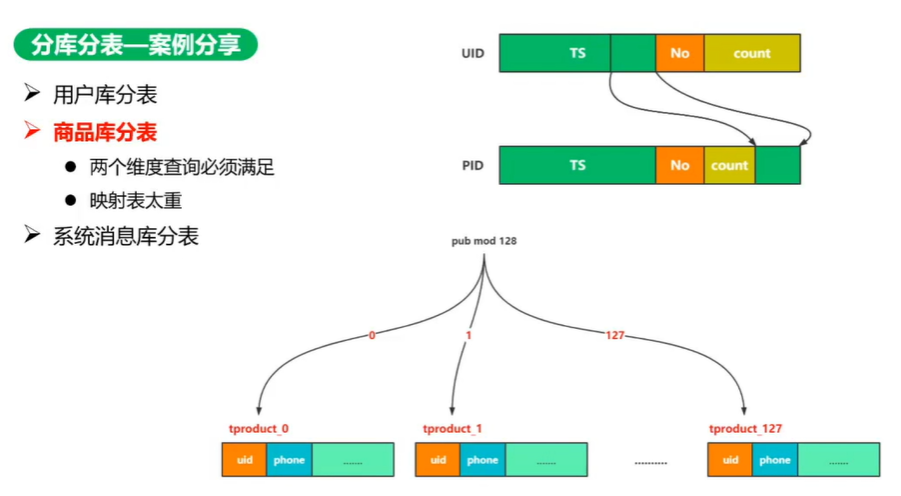 分库分表—案例分享
用户库分表
商品库分表
两个维度查询必须满足
映射表太重
系统消息库分表
UID TS No count
PID TS No count
pub mod 128
0 1 127
tproduct_0 tproduct_1 tproduct_127
uid phone ....... uid phone ....... .......... uid phone .......